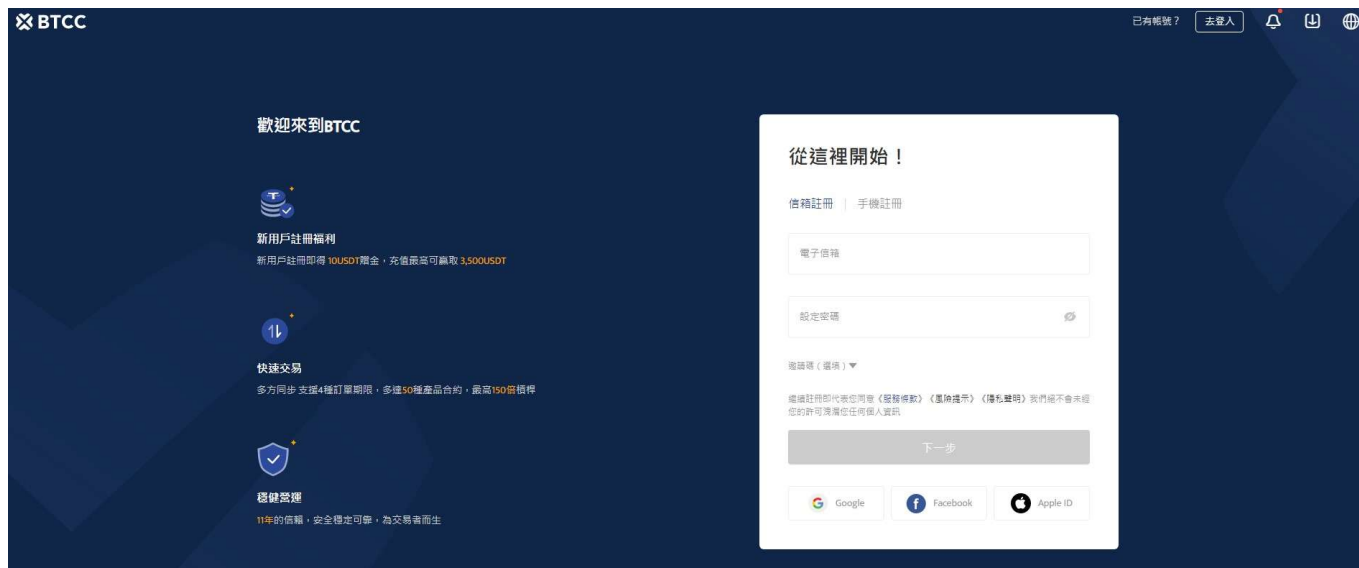 BTCC
已有帳號？ 去登入
歡迎來到BTCC
新用戶註冊福利
新用戶註冊即得 10USDT贈金，充值最高可贏取 3,500USDT
快速交易
多方同步 支援4種訂單期限，多達50種產品合約，最高150倍槓桿
穩健營運
11年的信賴，安全穩定可靠，為交易者而生
從這裡開始！
信箱註冊 | 手機註冊
電子信箱
設定密碼
邀請碼（選填）▼
繼續註冊即代表您同意《服務條款》《風險提示》《隱私聲明》我們絕不會未經
您的許可洩漏您任何個人資訊
下一步
Google Facebook Apple ID